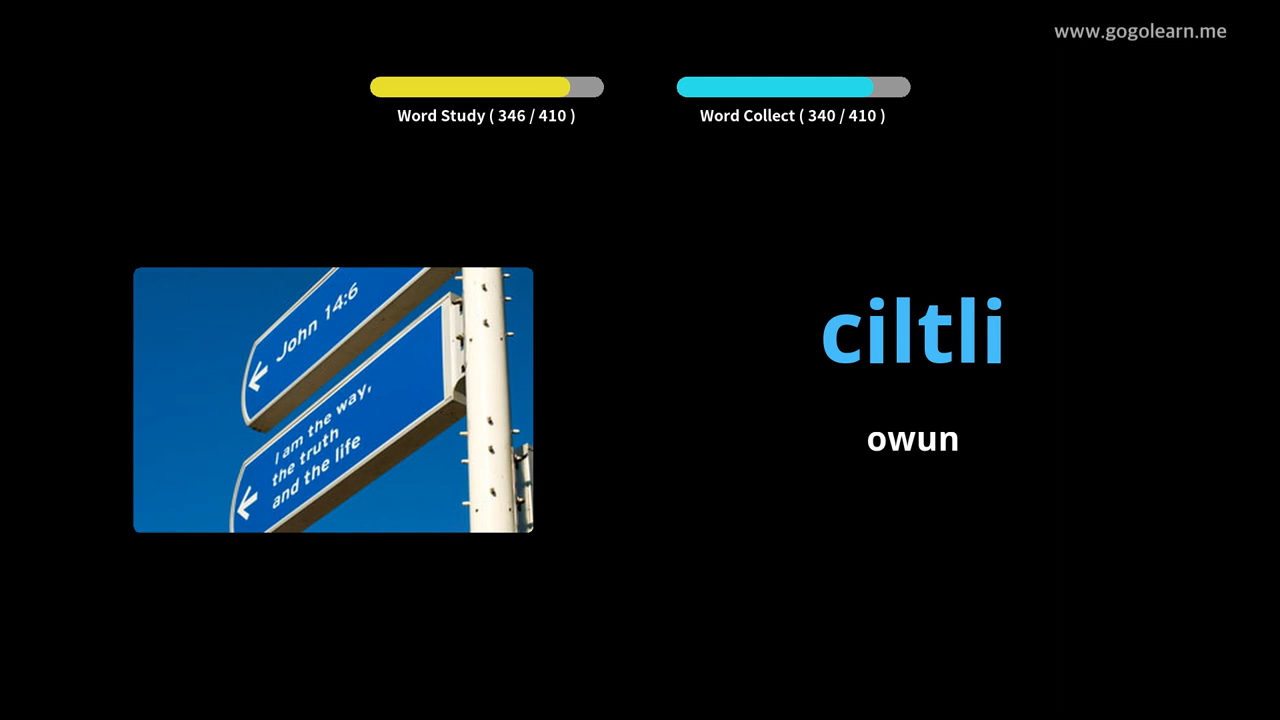 www.gogolearn.me
Word Study ( 346 / 410 )
Word Collect ( 340 / 410 )
John 14:6
I am the way,
the truth
and the life
ciltli
owun